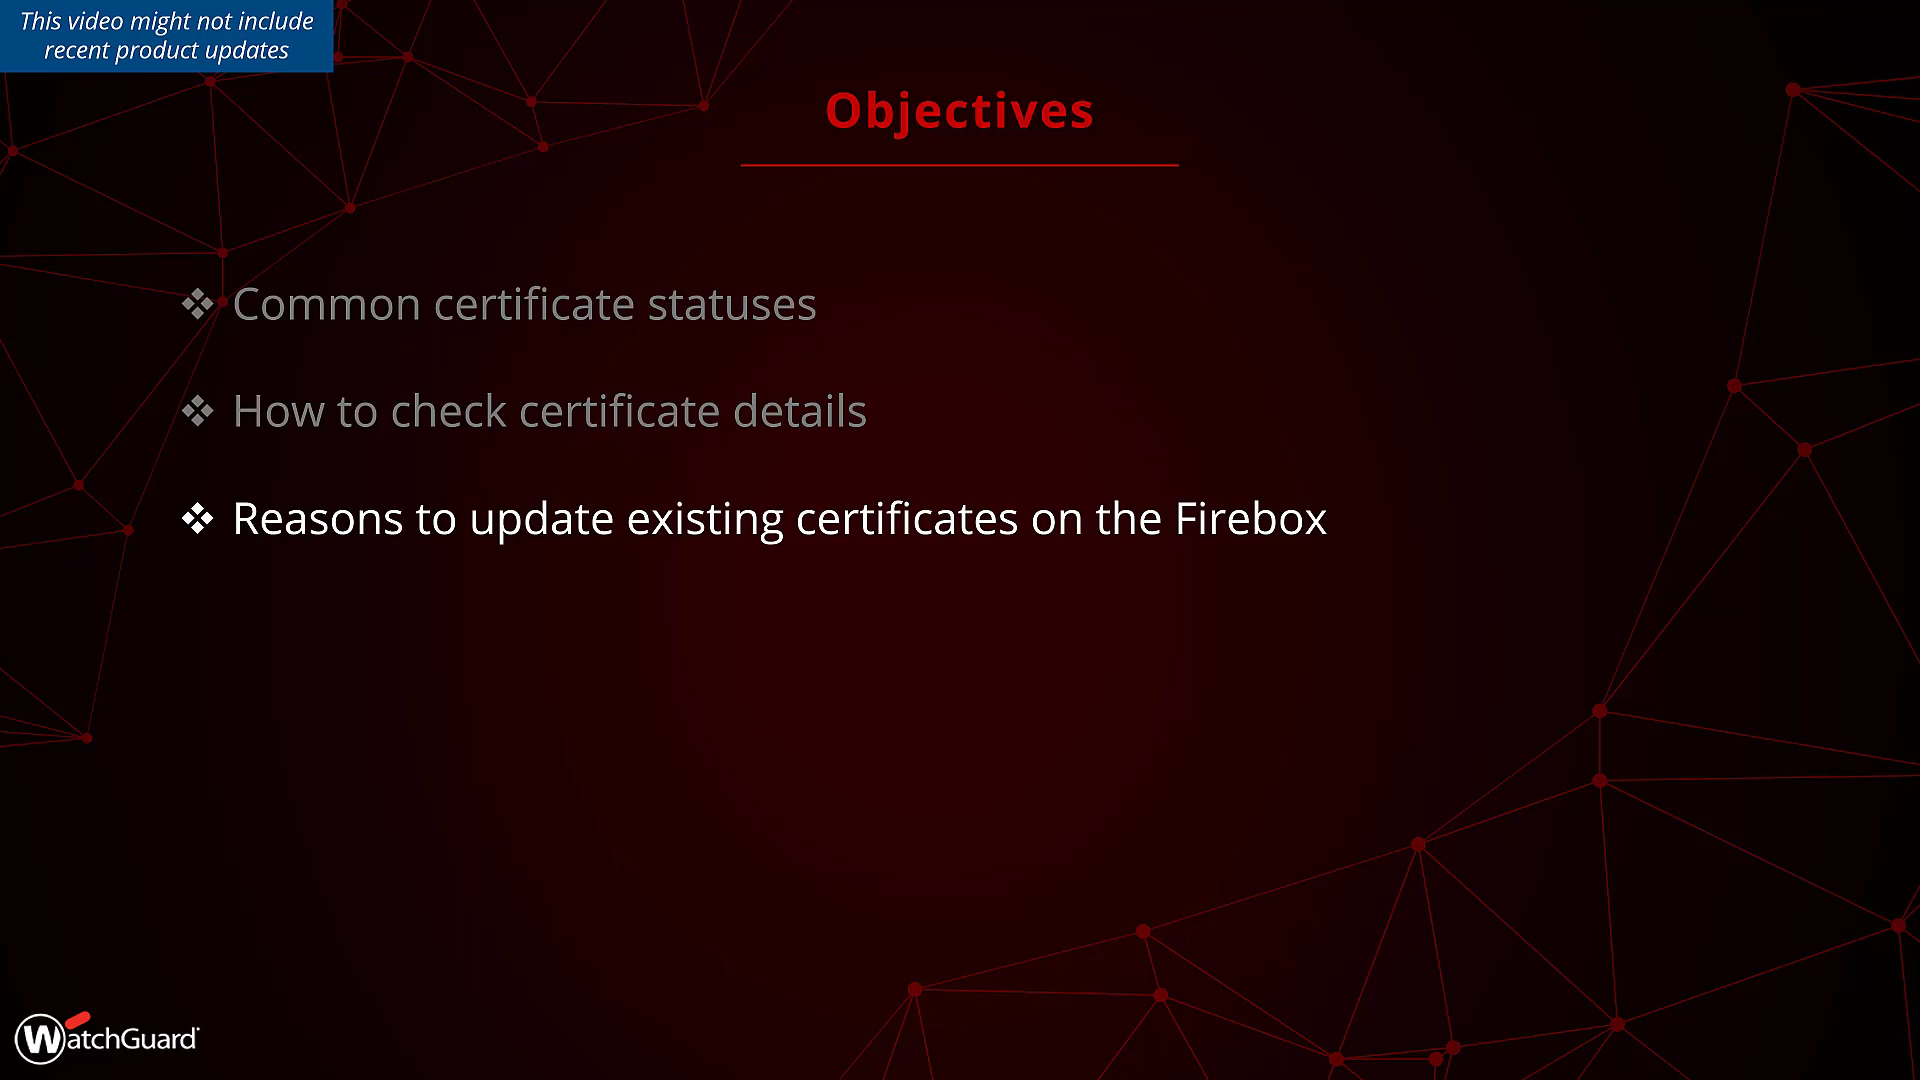 This video might not include
recent product updates
Objectives
❖ Common certificate statuses
❖ How to check certificate details
❖ Reasons to update existing certificates on the Firebox
WatchGuard